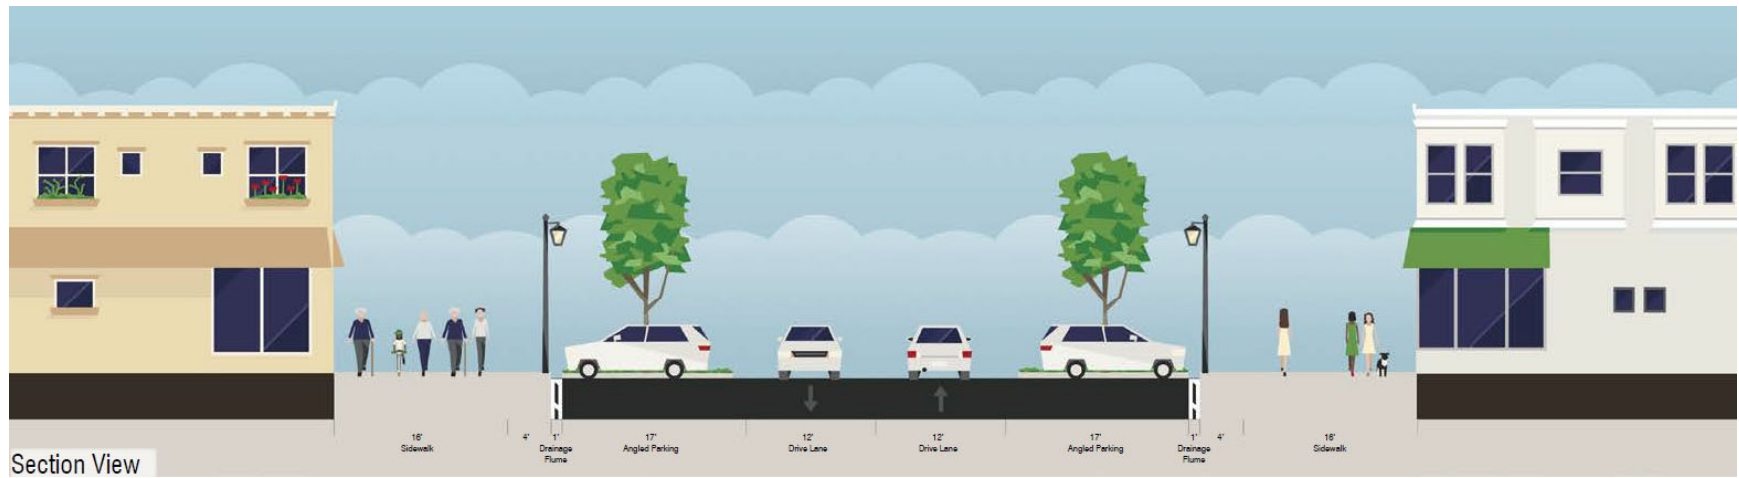 16'
Sidewalk
4'
1'
Drainage
Flume
17'
Angled Parking
12'
Drive Lane
12'
Drive Lane
17'
Angled Parking
1'
Drainage
Flume
4'
16'
Sidewalk
Section View